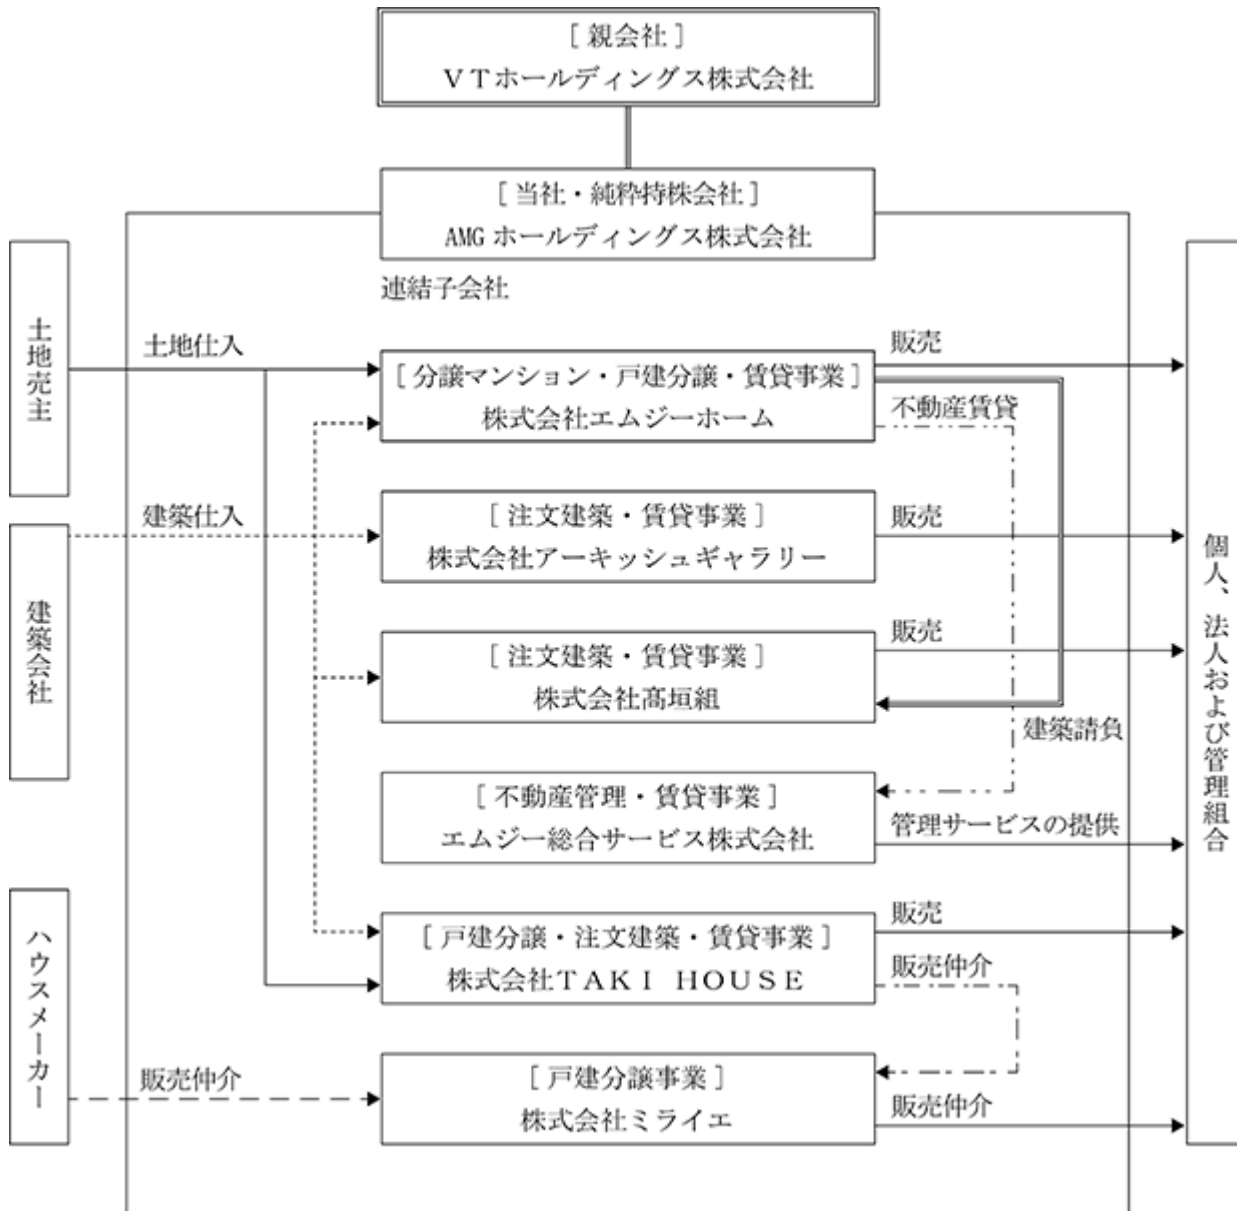 [ 親会社 ]
ＶＴホールディングス株式会社
[ 当社・純粋持株会社 ]
AMG ホールディングス株式会社
連結子会社
土地売主
土地仕入
[ 分譲マンション・戸建分譲・賃貸事業 ]
株式会社エムジーホーム
販売
不動産賃貸
建築会社
建築仕入
[ 注文建築・賃貸事業 ]
株式会社アーキッシュギャラリー
販売
[ 注文建築・賃貸事業 ]
株式会社髙垣組
販売
建築請負
[ 不動産管理・賃貸事業 ]
エムジー総合サービス株式会社
管理サービスの提供
[ 戸建分譲・注文建築・賃貸事業 ]
株式会社ＴＡＫＩ　ＨＯＵＳＥ
販売
販売仲介
ハウスメーカー
販売仲介
[ 戸建分譲事業 ]
株式会社ミライエ
販売仲介
個人、法人および管理組合